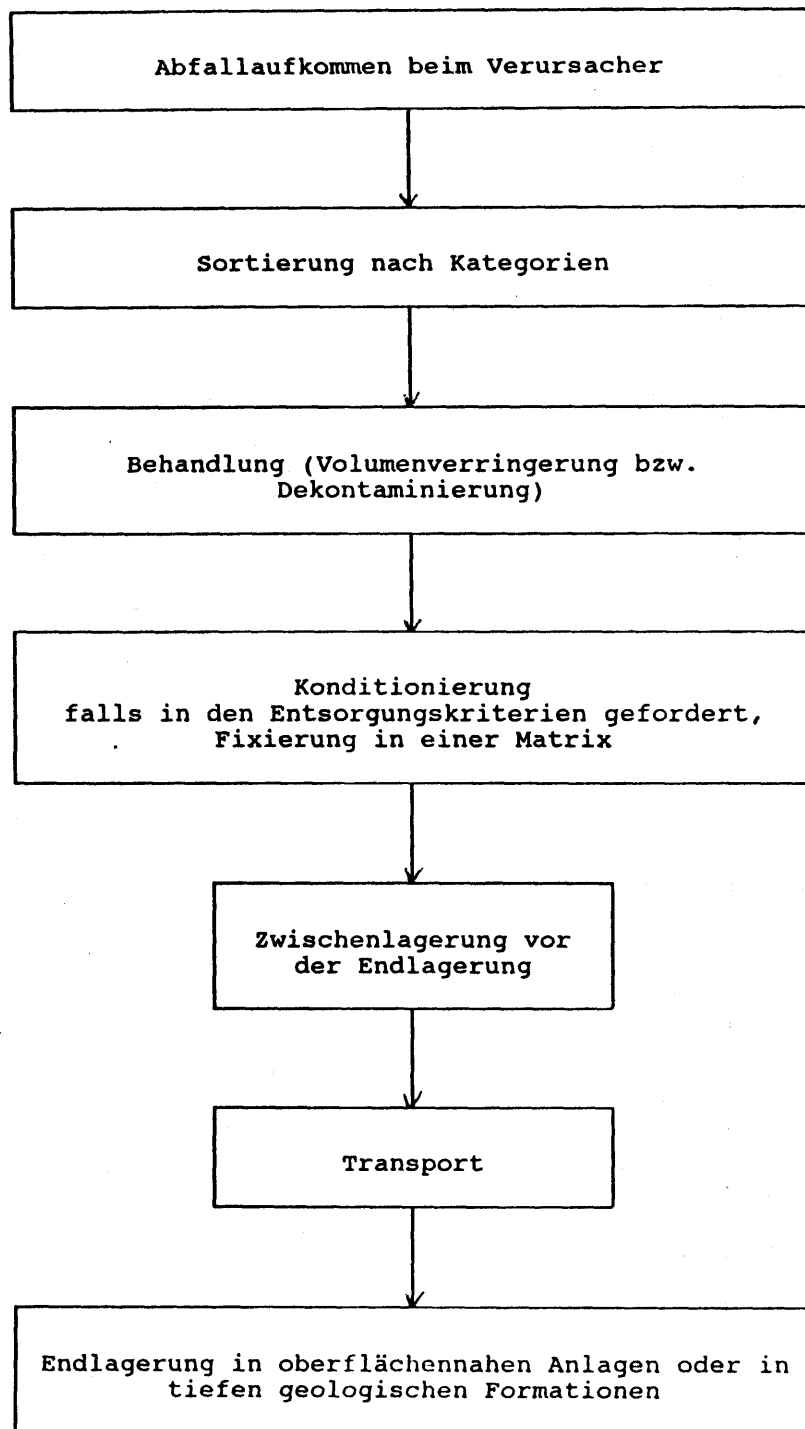 Abfallaufkommen beim Verursacher
Sortierung nach Kategorien
Behandlung (Volumenverringerung bzw.
Dekontaminierung)
Konditionierung
falls in den Entsorgungskriterien gefordert,
Fixierung in einer Matrix
Zwischenlagerung vor
der Endlagerung
Transport
Endlagerung in oberflächennahen Anlagen oder in
tiefen geologischen Formationen